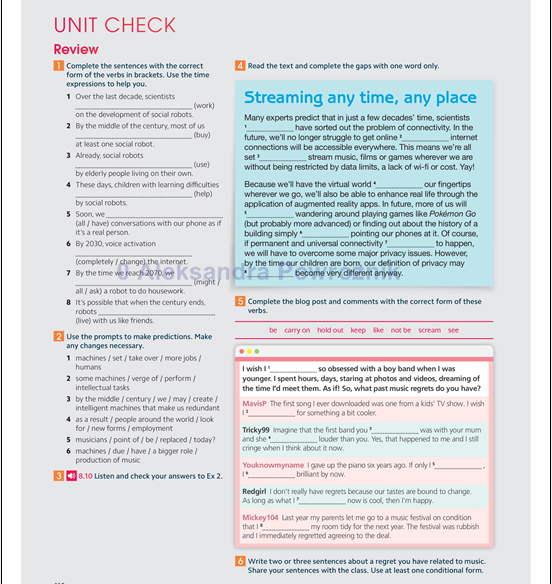 UNIT CHECK
Review
1 Complete the sentences with the correct
form of the verbs in brackets. Use the time
expressions to help you.
1 Over the last decade, scientists
(work)
on the development of social robots.
2 By the middle of the century, most of us
(buy)
at least one social robot.
3 Already, social robots
(use)
by elderly people living on their own.
4 These days, children with learning difficulties
(help)
by social robots.
5 Soon, we
(all / have) conversations with our phone as if
it's a real person.
6 By 2030, voice activation
(completely / change) the internet.
7 By the time we reach 2070, we
(might /
all / ask) a robot to do housework.
8 It's possible that when the century ends,
robots
(live) with us like friends.
2 Use the prompts to make predictions. Make
any changes necessary.
1 machines / set / take over / more jobs /
humans
2 some machines / verge of / perform /
intellectual tasks
3 by the middle / century / we / may / create /
intelligent machines that make us redundant
4 as a result / people around the world / look
for / new forms / employment
5 musicians / point of / be / replaced / today?
6 machines / due / have / a bigger role /
production of music
3 8.10 Listen and check your answers to Ex 2.
4 Read the text and complete the gaps with one word only.
Streaming any time, any place
Many experts predict that in just a few decades' time, scientists
1 have sorted out the problem of connectivity. In the
future, we'll no longer struggle to get online 2 internet
connections will be accessible everywhere. This means we're all
set 3 stream music, films or games wherever we are
without being restricted by data limits, a lack of wi-fi or cost. Yay!
Because we'll have the virtual world 4 our fingertips
wherever we go, we'll also be able to enhance real life through the
application of augmented reality apps. In future, more of us will
5 wandering around playing games like Pokémon Go
(but probably more advanced) or finding out about the history of a
building simply 6 pointing our phones at it. Of course,
if permanent and universal connectivity 7 to happen,
we will have to overcome some major privacy issues. However,
by the time our children are born, our definition of privacy may
8 become very different anyway.
© Aleksandra Powroznik
5 Complete the blog post and comments with the correct form of these
verbs.
be carry on hold out keep like not be scream see
I wish I 1 so obsessed with a boy band when I was
younger. I spent hours, days, staring at photos and videos, dreaming of
the time I'd meet them. As if! So, what past music regrets do you have?
MavisP The first song I ever downloaded was one from a kids' TV show. I wish
I 2 for something a bit cooler.
Tricky99 Imagine that the first band you 3 was with your mum
and she 4 louder than you. Yes, that happened to me and I still
cringe when I think about it now.
Youknowmyname I gave up the piano six years ago. If only I 5 ,
I 6 brilliant by now.
Redgirl I don't really have regrets because our tastes are bound to change.
As long as what I 7 now is cool, then I'm happy.
Mickey104 Last year my parents let me go to a music festival on condition
that I 8 my room tidy for the next year. The festival was rubbish
and I immediately regretted agreeing to the deal.
6 Write two or three sentences about a regret you have related to music.
Share your sentences with the class. Use at least one conditional form.